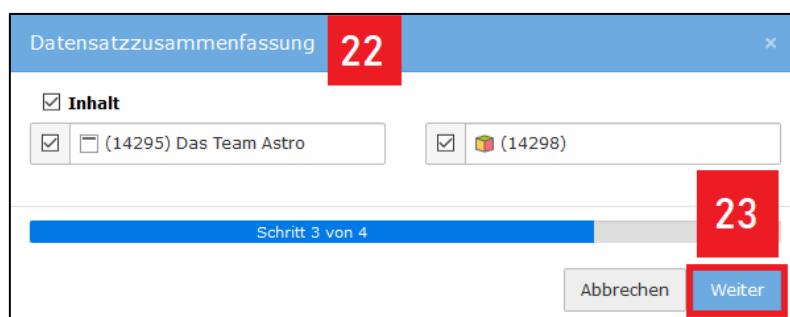 Datensatzzusammenfassung 22 ×
Inhalt
(14295) Das Team Astro (14298)
23
Schritt 3 von 4
Abbrechen Weiter